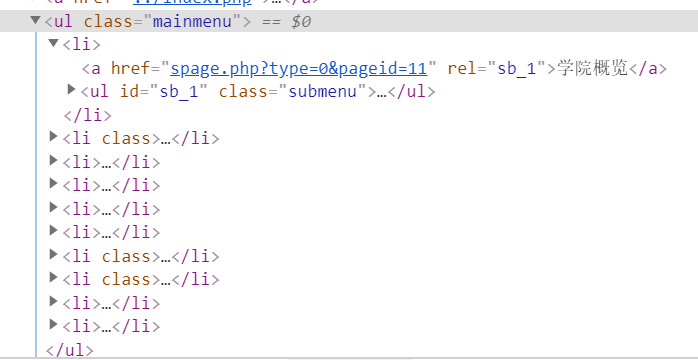 <a href="../index.php">…</a>
▼<ul class="mainmenu"> == $0
▼<li>
<a href="spage.php?type=0&pageid=11" rel="sb_1">学院概览</a>
▶<ul id="sb_1" class="submenu">…</ul>
</li>
▶<li class>…</li>
▶<li>…</li>
▶<li>…</li>
▶<li>…</li>
▶<li>…</li>
▶<li class>…</li>
▶<li class>…</li>
▶<li>…</li>
▶<li>…</li>
</ul>